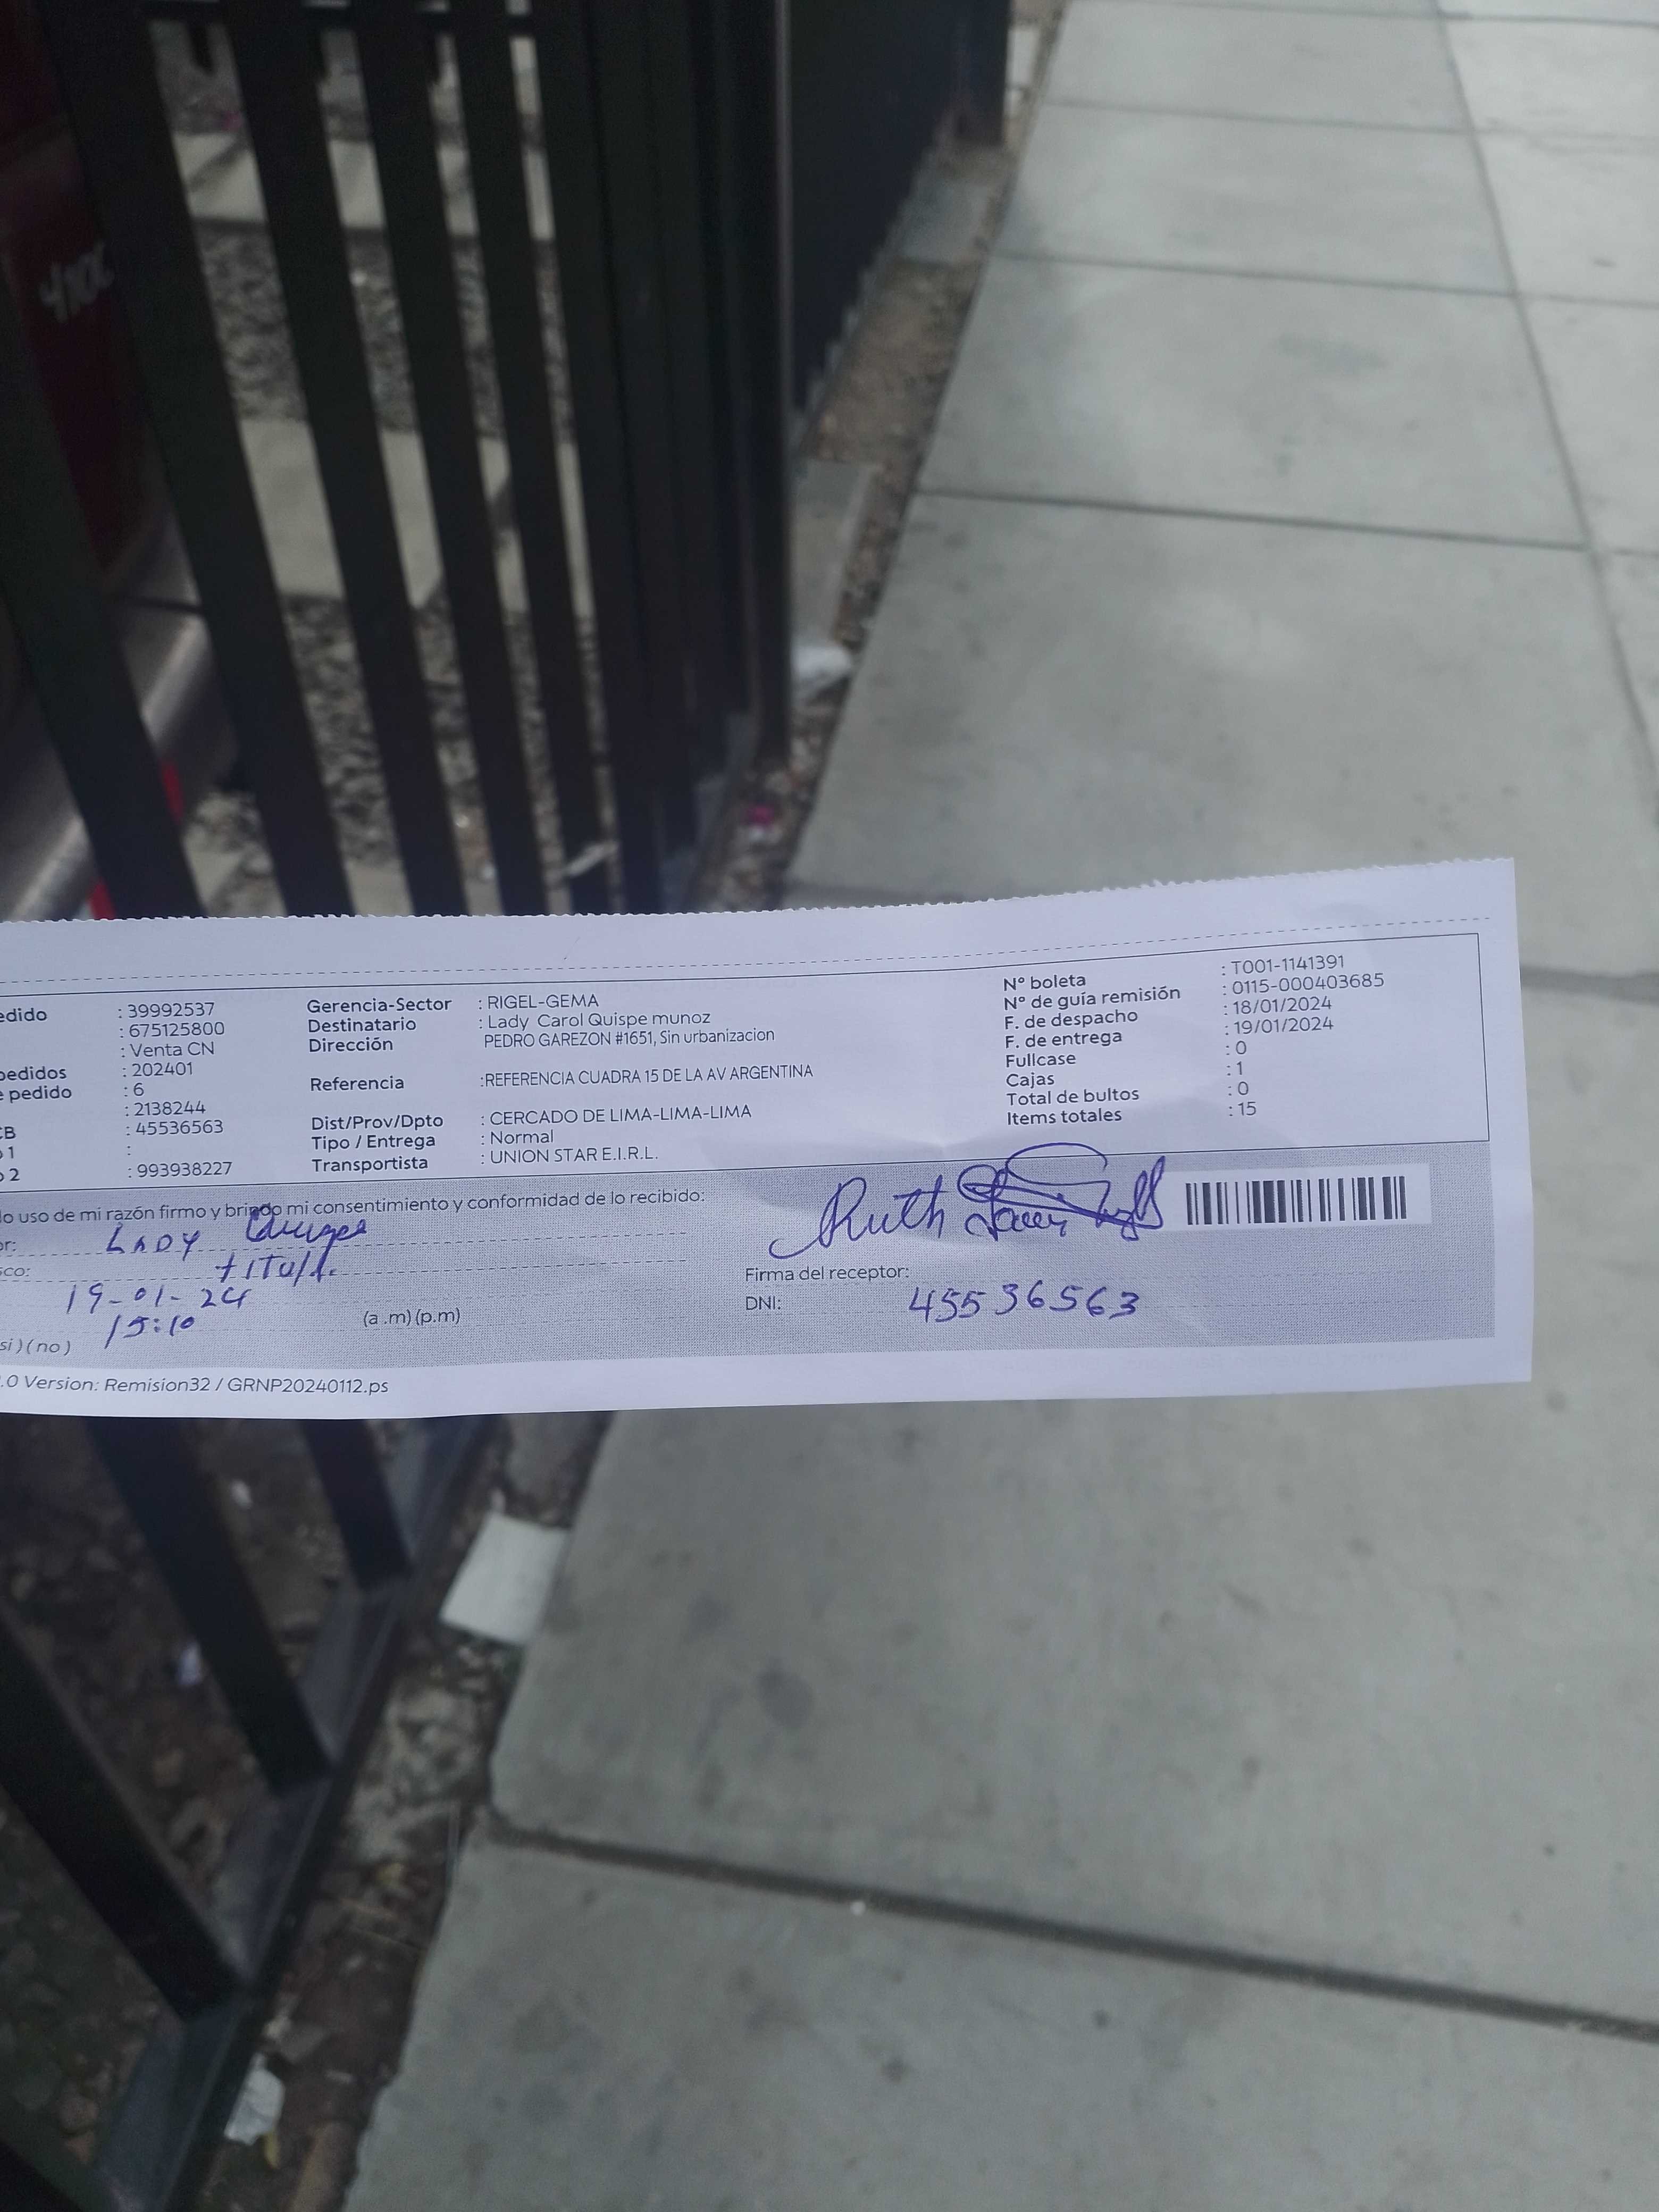 edido : 39992537
: 675125800
: Venta CN
pedidos : 202401
e pedido : 6
: 2138244
CB : 45536563
o 1 :
o 2 : 993938227
Gerencia-Sector : RIGEL-GEMA
Destinatario : Lady Carol Quispe munoz
Dirección PEDRO GAREZON #1651, Sin urbanizacion
Referencia :REFERENCIA CUADRA 15 DE LA AV ARGENTINA
Dist/Prov/Dpto : CERCADO DE LIMA-LIMA-LIMA
Tipo / Entrega : Normal
Transportista : UNION STAR E.I.R.L.
N° boleta : T001-1141391
N° de guía remisión : 0115-000403685
F. de despacho : 18/01/2024
F. de entrega : 19/01/2024
Fullcase : 0
Cajas : 1
Total de bultos : 0
Items totales : 15
do uso de mi razón firmo y brindo mi consentimiento y conformidad de lo recibido:
or: LADY
sco:
19-01-24
15:10 (a .m) (p.m)
si ) ( no )
Ruth
Firma del receptor:
DNI: 45536563
.0 Version: Remision32 / GRNP20240112.ps